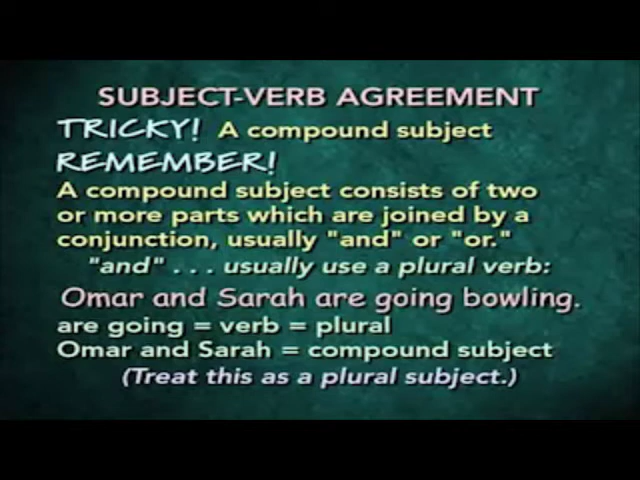 SUBJECT-VERB AGREEMENT
TRICKY! A compound subject
REMEMBER!
A compound subject consists of two
or more parts which are joined by a
conjunction, usually "and" or "or."
"and" . . . usually use a plural verb:
Omar and Sarah are going bowling.
are going = verb = plural
Omar and Sarah = compound subject
(Treat this as a plural subject.)